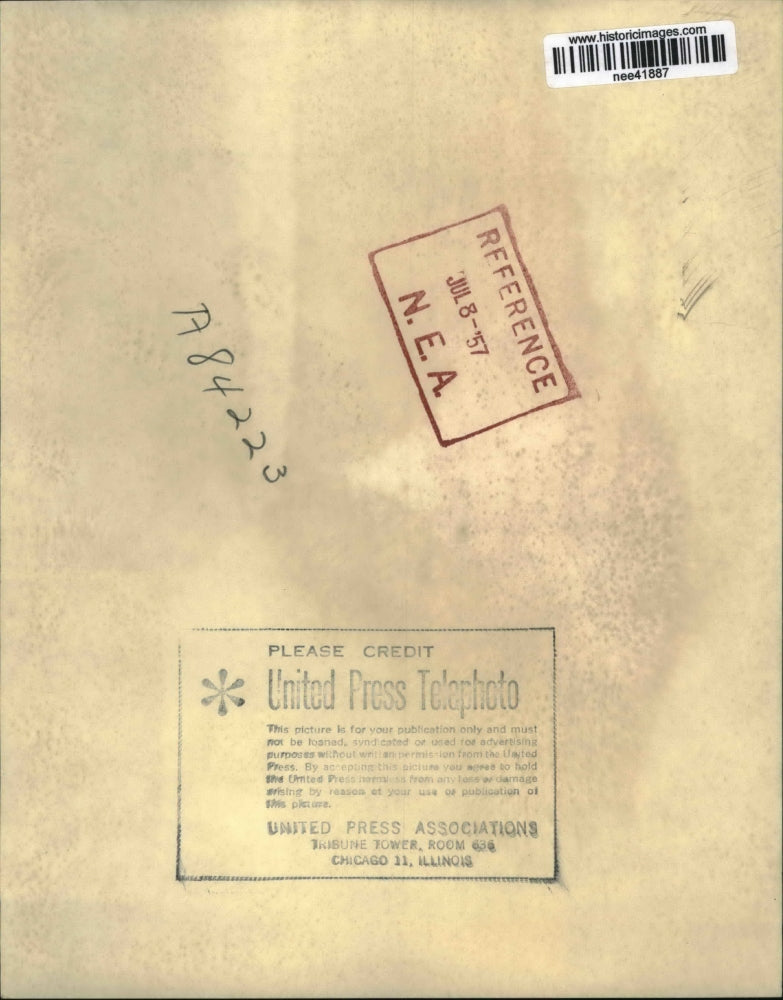 www.historicimages.com
nee41887
REFERENCE
JUL 8-'57
N. E. A.
A84223
PLEASE CREDIT
United Press Telephoto
This picture is for your publication only and must
not be loaned, syndicated or used for advertising
purposes without written permission from the United
Press. By accepting this picture you agree to hold
the United Press harmless from any loss or damage
arising by reason of your use or publication of
this picture.
UNITED PRESS ASSOCIATIONS
TRIBUNE TOWER, ROOM 636
CHICAGO 11, ILLINOIS